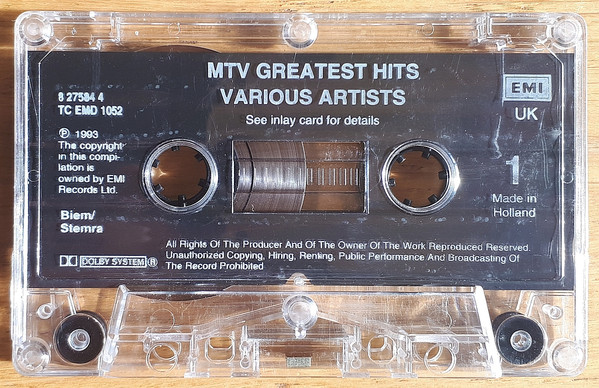 MTV GREATEST HITS
VARIOUS ARTISTS
See inlay card for details
8 27584 4
TC EMD 1052
℗ 1993
The copyright
in this compi-
lation is
owned by EMI
Records Ltd.
Biem/
Stemra
EMI
UK
1
Made in
Holland
DOLBY SYSTEM®
All Rights Of The Producer And Of The Owner Of The Work Reproduced Reserved.
Unauthorized Copying, Hiring, Renting, Public Performance And Broadcasting Of
The Record Prohibited